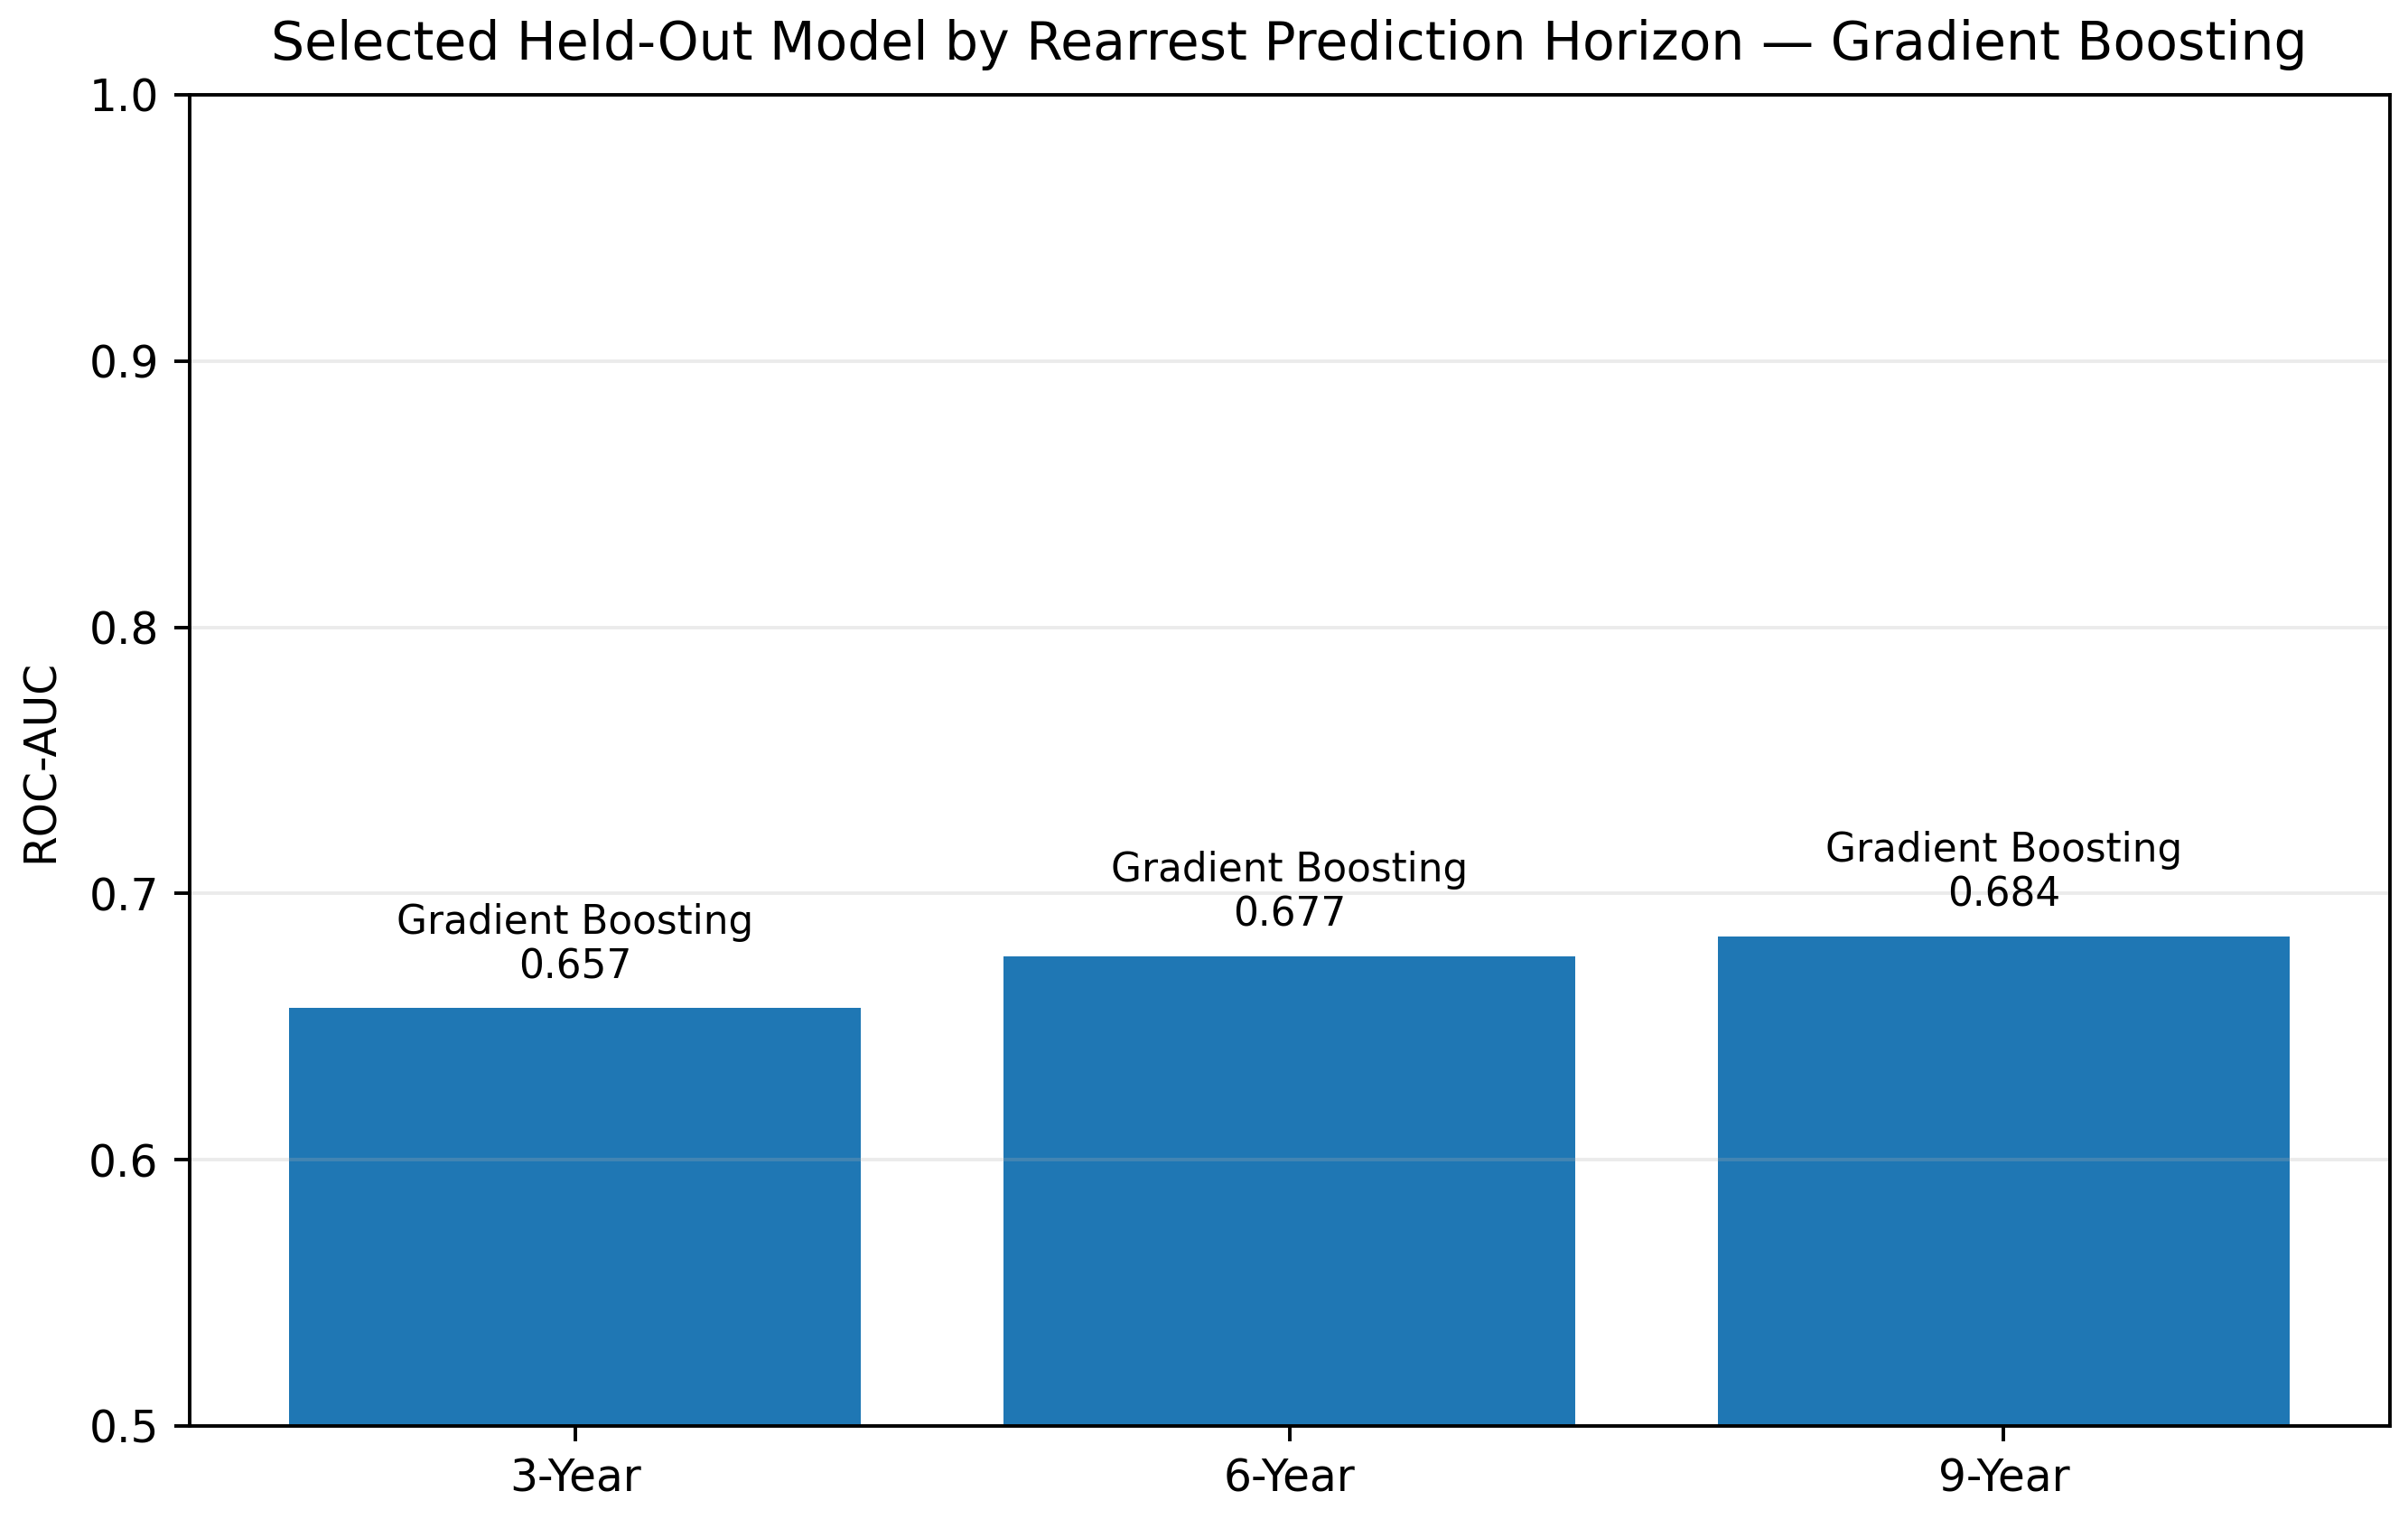 Selected Held-Out Model by Rearrest Prediction Horizon — Gradient Boosting
ROC-AUC
1.0
0.9
0.8
0.7
0.6
0.5
Gradient Boosting
0.657
Gradient Boosting
0.677
Gradient Boosting
0.684
3-Year
6-Year
9-Year